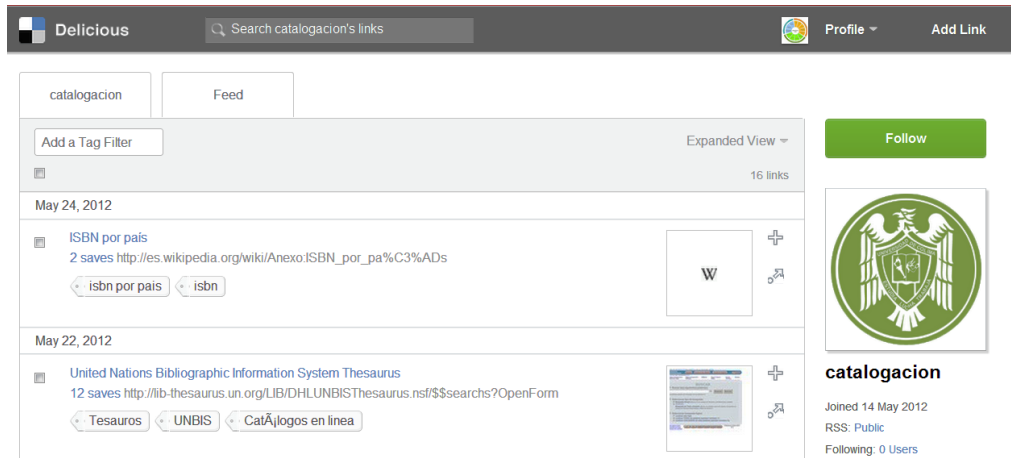 Delicious
Search catalogacion's links
Profile
Add Link
catalogacion
Feed
Add a Tag Filter
Expanded View
16 links
Follow
May 24, 2012
ISBN por país
2 saves http://es.wikipedia.org/wiki/Anexo:ISBN_por_pa%C3%ADs
isbn por pais
isbn
W
May 22, 2012
United Nations Bibliographic Information System Thesaurus
12 saves http://lib-thesaurus.un.org/LIB/DHLUNBISThesaurus.nsf/$$searchs?OpenForm
Tesauros
UNBIS
CatÃ¡logos en linea
catalogacion
Joined 14 May 2012
RSS: Public
Following: 0 Users